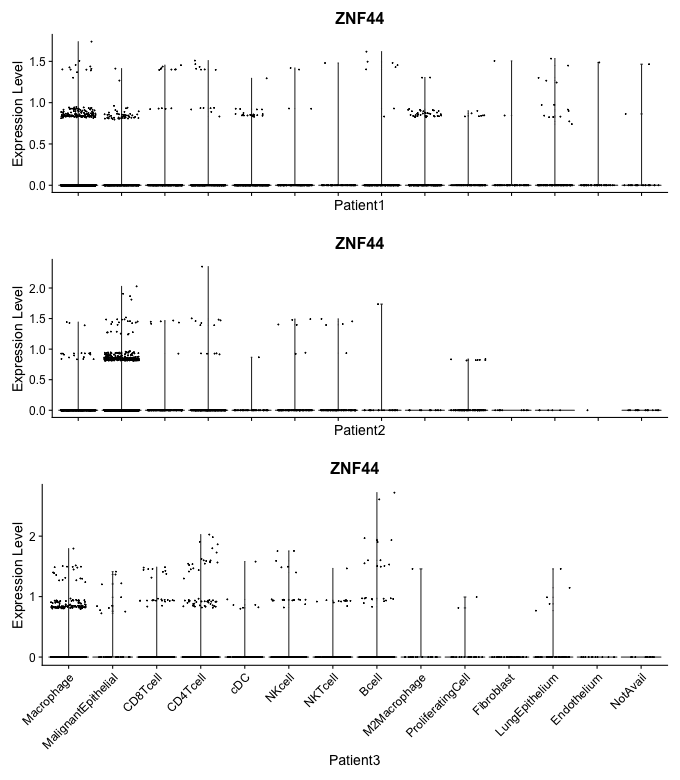 ZNF44
Expression Level
1.5
1.0
0.5
0.0
Patient1
ZNF44
Expression Level
2.0
1.5
1.0
0.5
0.0
Patient2
ZNF44
Expression Level
2
1
0
Macrophage
MalignantEpithelial
CD8Tcell
CD4Tcell
cDC
NKcell
NKTcell
Bcell
M2Macrophage
ProliferatingCell
Fibroblast
LungEpithelium
Endothelium
NotAvail
Patient3